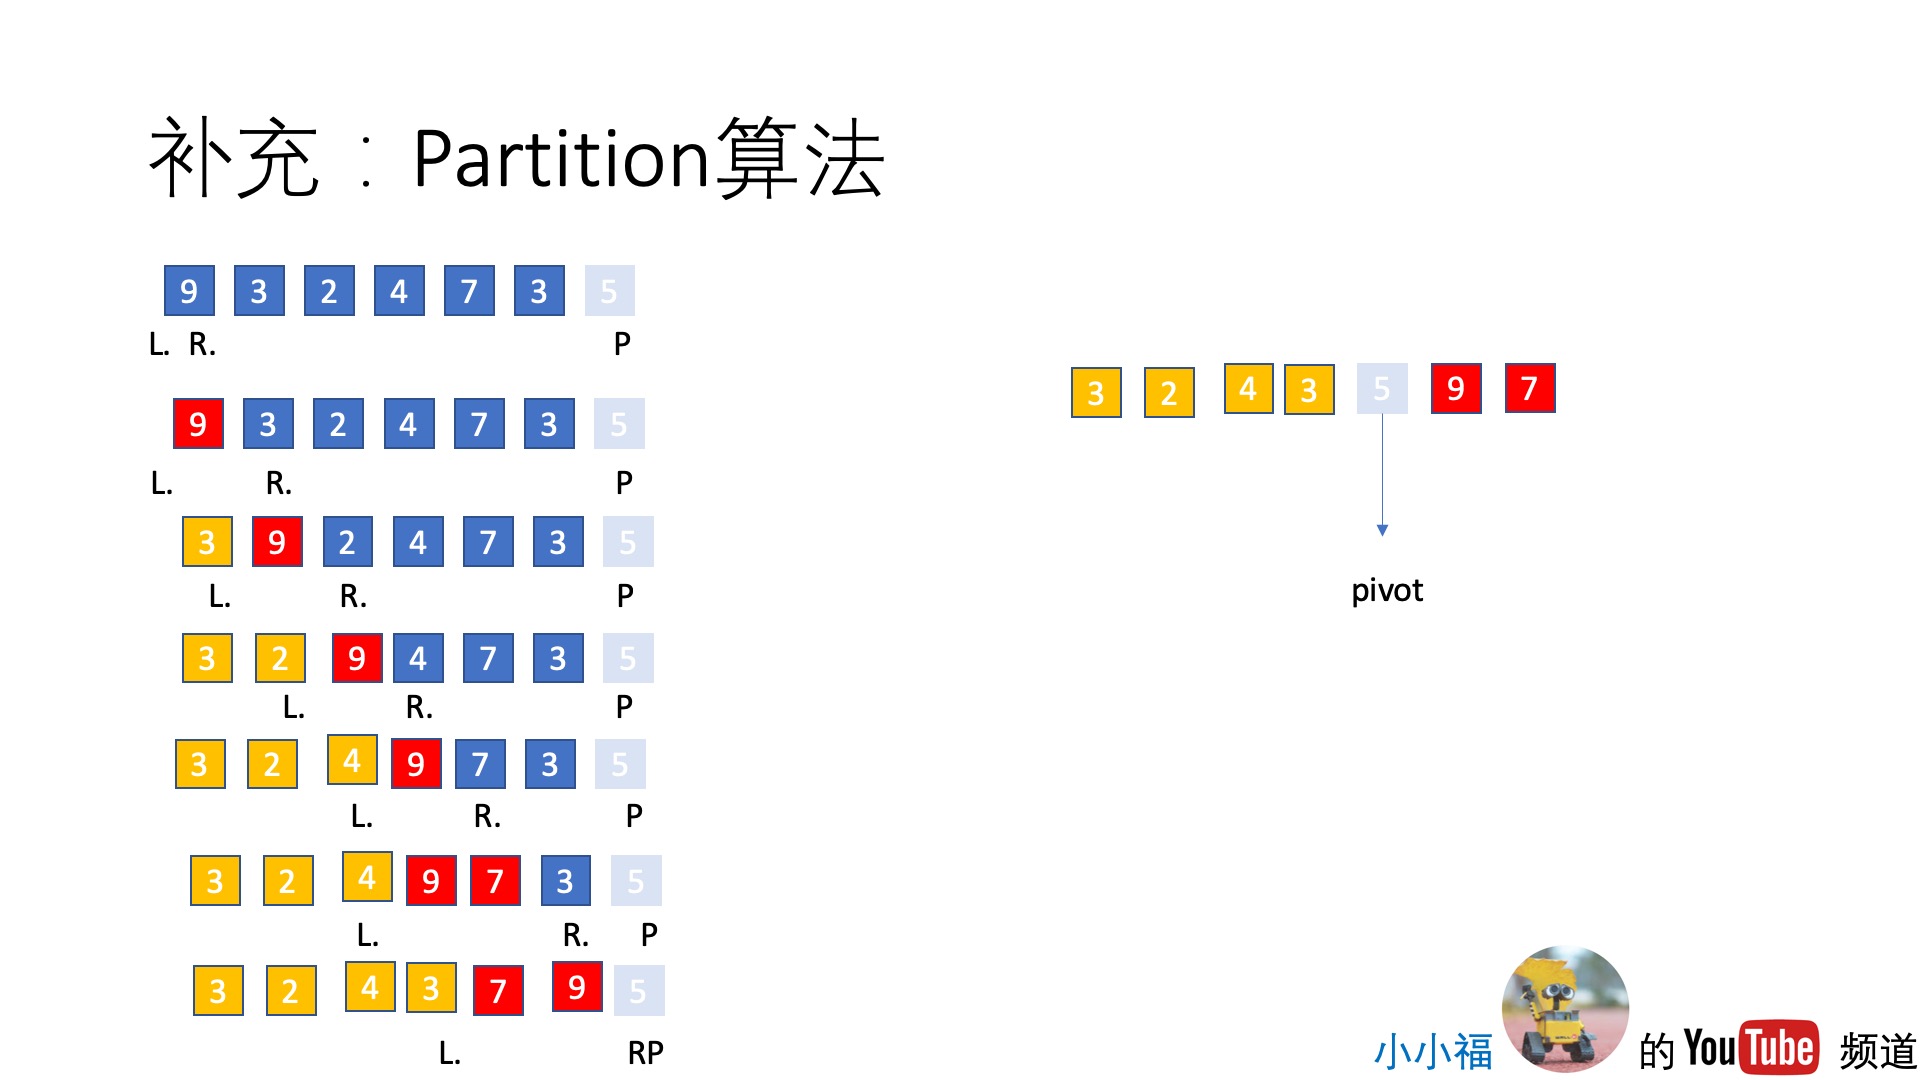 补充：Partition算法
9 3 2 4 7 3 5
L. R. P
9 3 2 4 7 3 5
L. R. P
3 9 2 4 7 3 5
L. R. P
3 2 9 4 7 3 5
L. R. P
3 2 4 9 7 3 5
L. R. P
3 2 4 9 7 3 5
L. R. P
3 2 4 3 7 9 5
L. RP
3 2 4 3 5 9 7
pivot
小小福 的 YouTube 频道